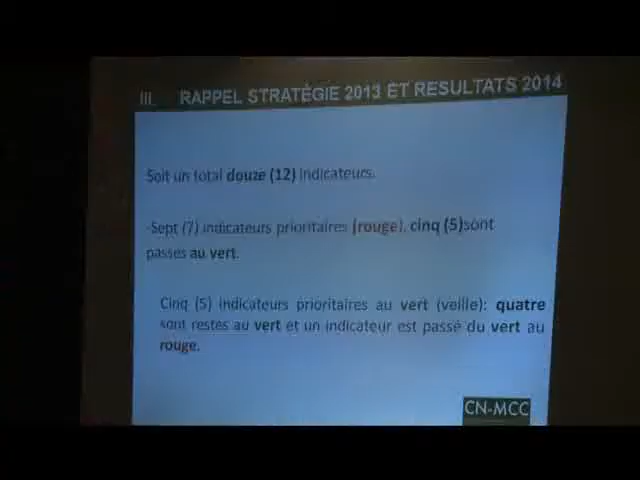 III. RAPPEL STRATÉGIE 2013 ET RESULTATS 2014
Soit un total douze (12) indicateurs.
-Sept (7) indicateurs prioritaires (rouge), cinq (5)sont
passes au vert.
Cinq (5) indicateurs prioritaires au vert (veille): quatre
sont restes au vert et un indicateur est passé du vert au
rouge.
CN-MCC